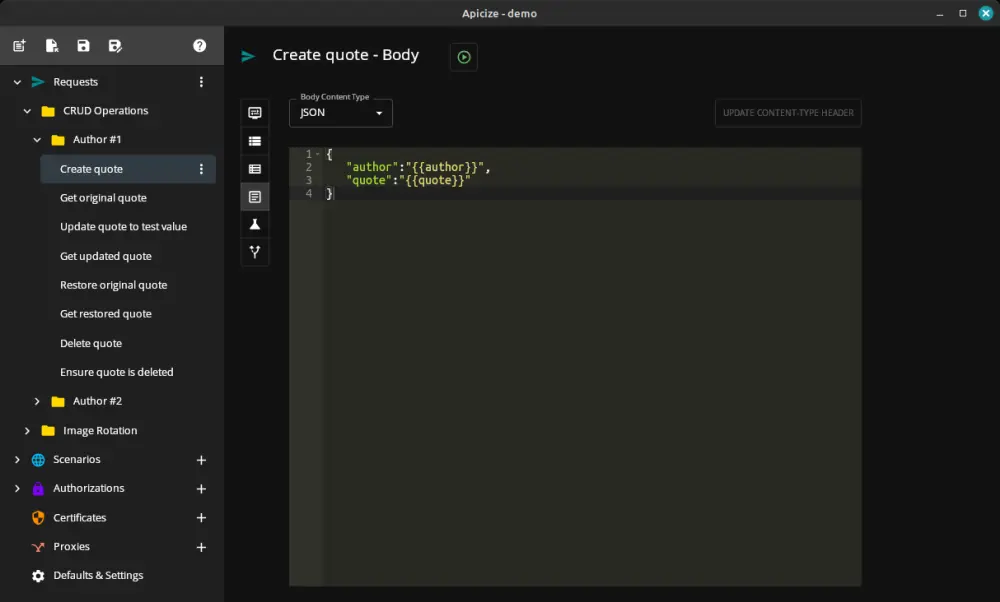 Apicize - demo
Requests
CRUD Operations
Author #1
Create quote
Get original quote
Update quote to test value
Get updated quote
Restore original quote
Get restored quote
Delete quote
Ensure quote is deleted
Author #2
Image Rotation
Scenarios
Authorizations
Certificates
Proxies
Defaults & Settings
Create quote - Body
Body Content Type
JSON
UPDATE CONTENT-TYPE HEADER
1 {
2 "author":"{{author}}",
3 "quote":"{{quote}}"
4 }